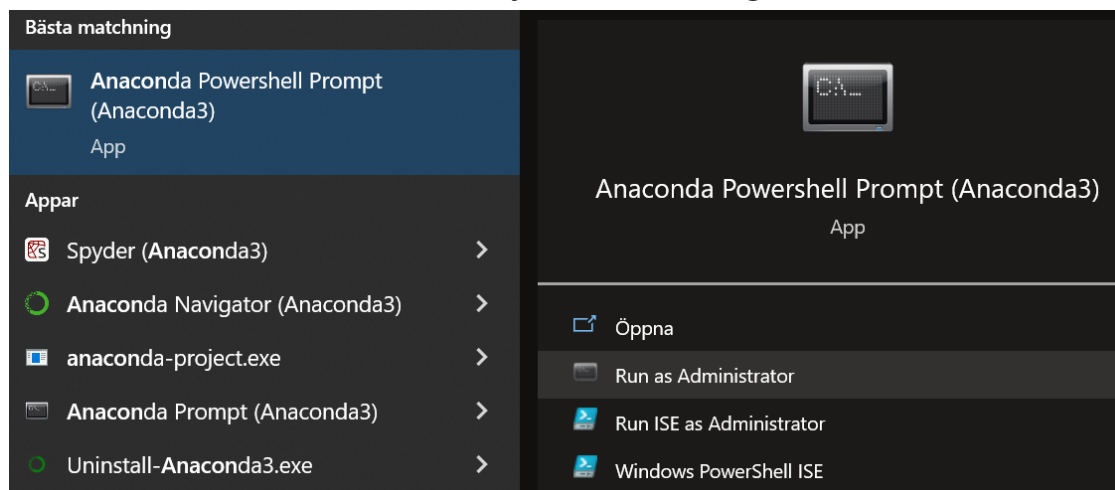 Bästa matchning
Anaconda Powershell Prompt
(Anaconda3)
App
Appar
Spyder (Anaconda3)
Anaconda Navigator (Anaconda3)
anaconda-project.exe
Anaconda Prompt (Anaconda3)
Uninstall-Anaconda3.exe
Anaconda Powershell Prompt (Anaconda3)
App
Öppna
Run as Administrator
Run ISE as Administrator
Windows PowerShell ISE